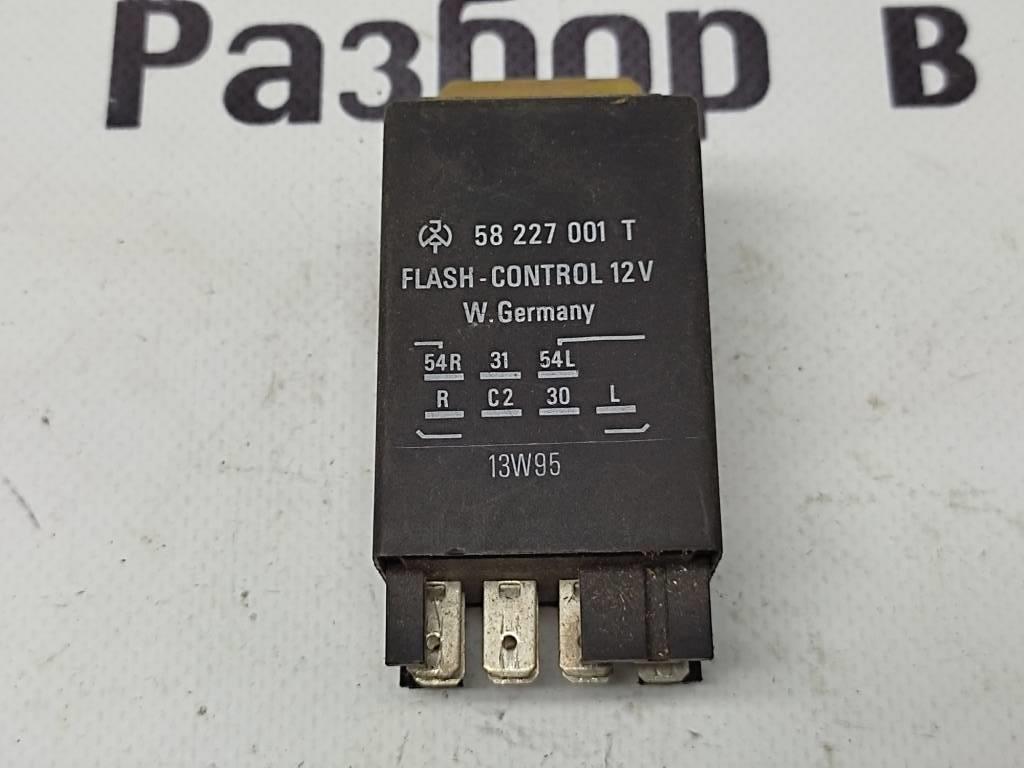 Разбор в
58 227 001 T
FLASH-CONTROL 12V
W. Germany
54R 31 54L
R C2 30 L
13W95